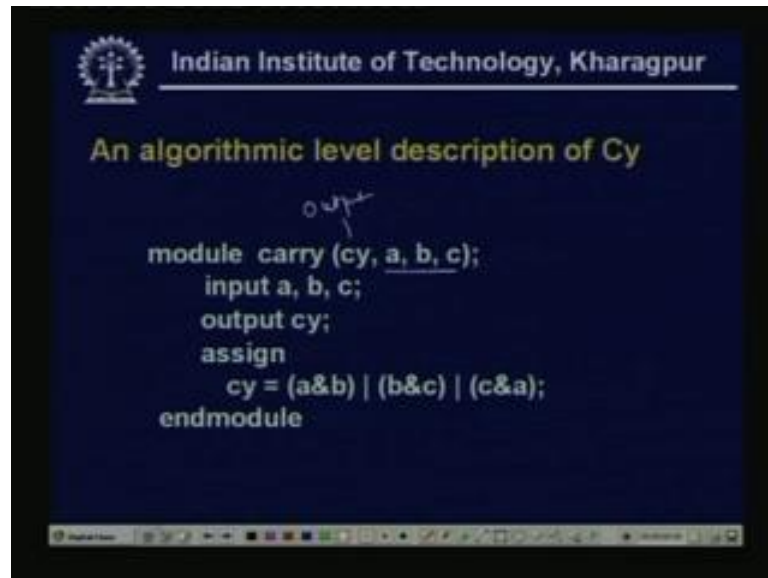 Indian Institute of Technology, Kharagpur
An algorithmic level description of Cy
module carry (cy, a, b, c);
input a, b, c;
output cy;
assign
cy = (a&b) | (b&c) | (c&a);
endmodule